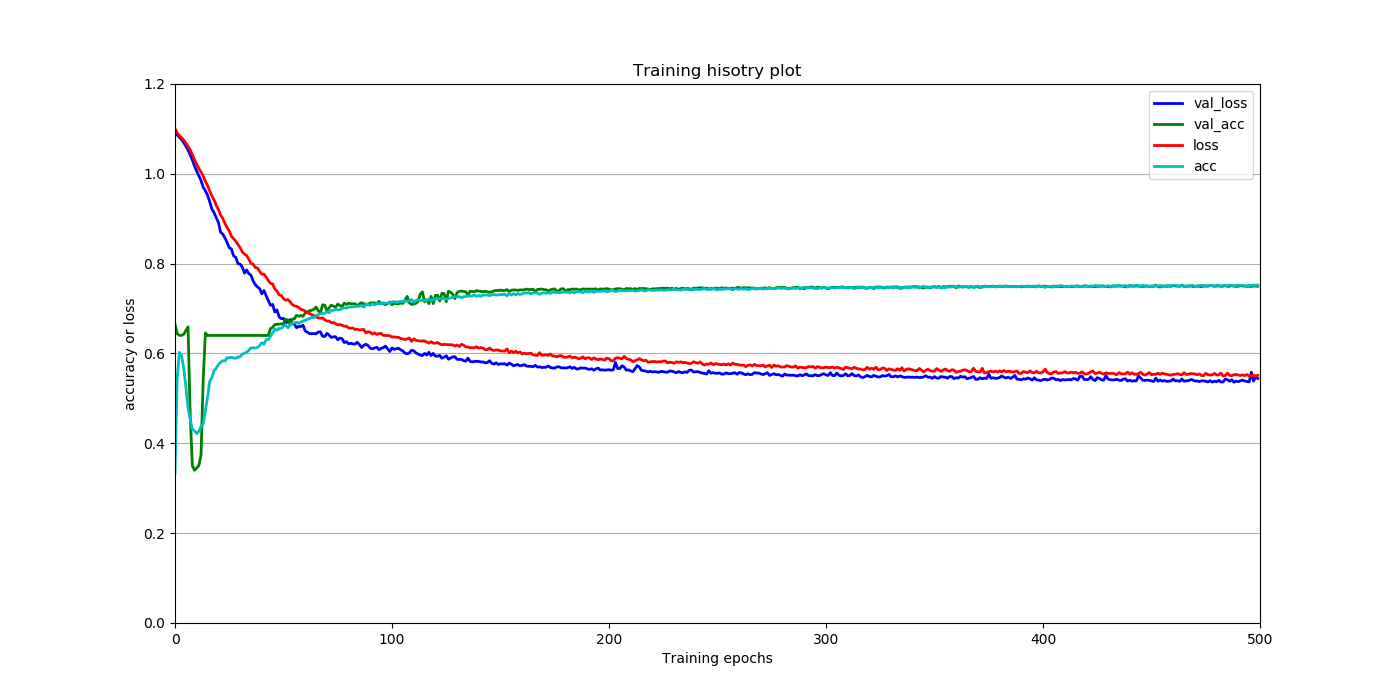 Training hisotry plot
1.2
1.0
0.8
0.6
0.4
0.2
0.0
accuracy or loss
val_loss
val_acc
loss
acc
0 100 200 300 400 500
Training epochs